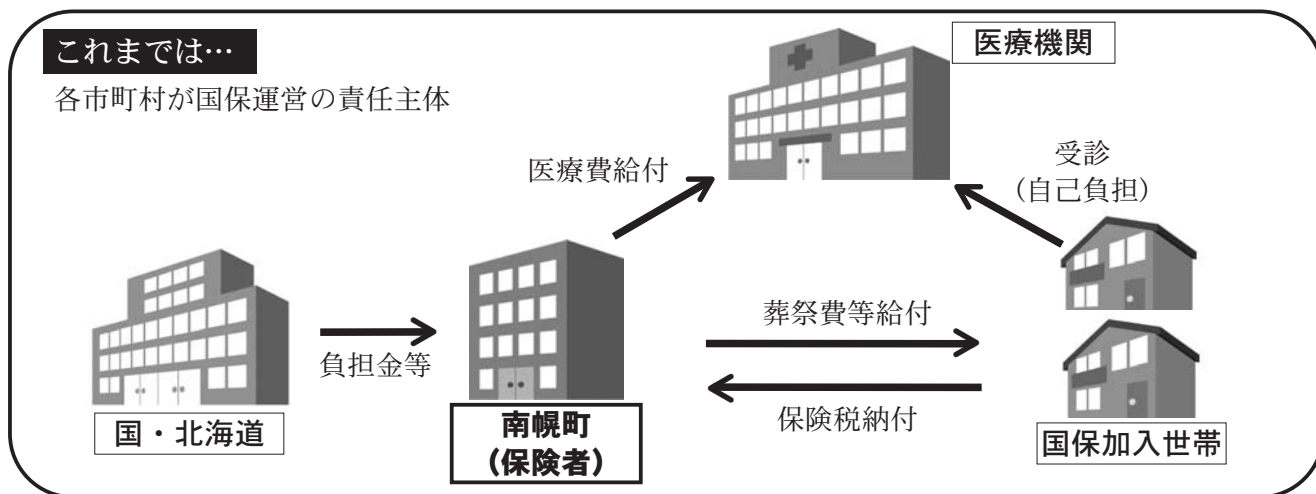 これまでは…
各市町村が国保運営の責任主体
医療機関
医療費給付
受診
（自己負担）
葬祭費等給付
負担金等
保険税納付
国・北海道
南幌町
（保険者）
国保加入世帯